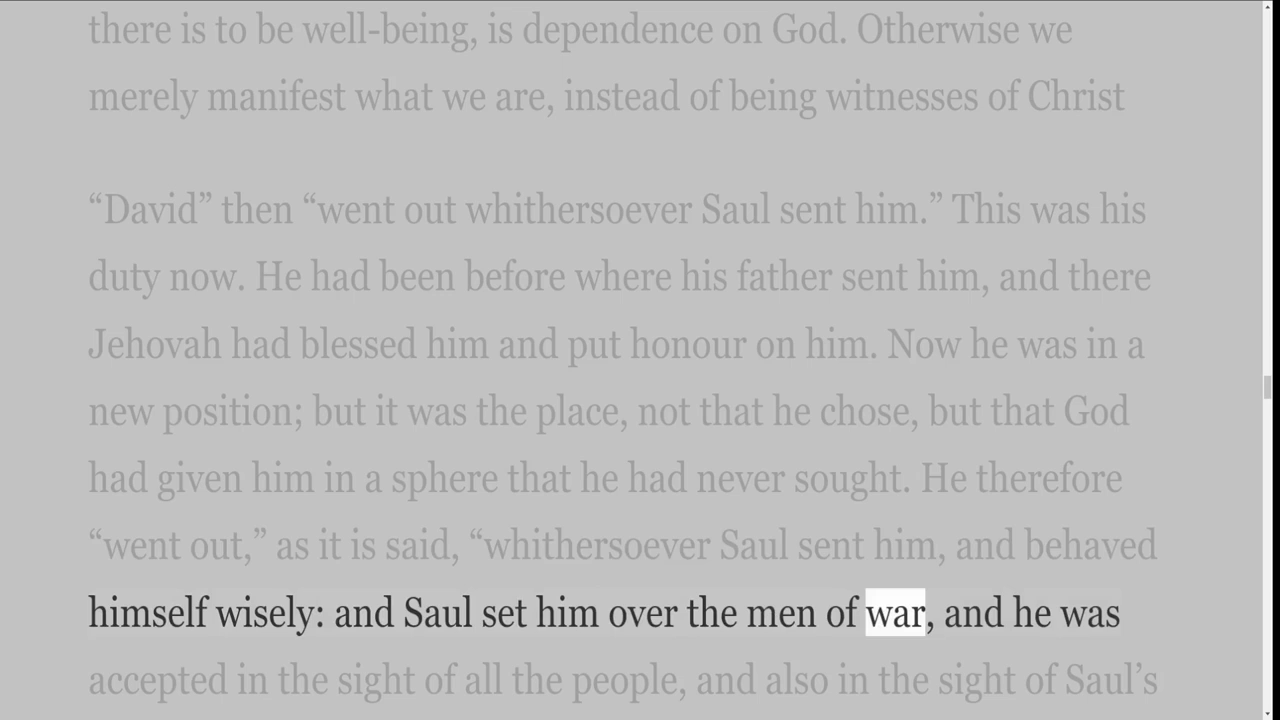 there is to be well-being, is dependence on God. Otherwise we
merely manifest what we are, instead of being witnesses of Christ
“David” then “went out whithersoever Saul sent him.” This was his
duty now. He had been before where his father sent him, and there
Jehovah had blessed him and put honour on him. Now he was in a
new position; but it was the place, not that he chose, but that God
had given him in a sphere that he had never sought. He therefore
“went out,” as it is said, “whithersoever Saul sent him, and behaved
himself wisely: and Saul set him over the men of war, and he was
accepted in the sight of all the people, and also in the sight of Saul’s